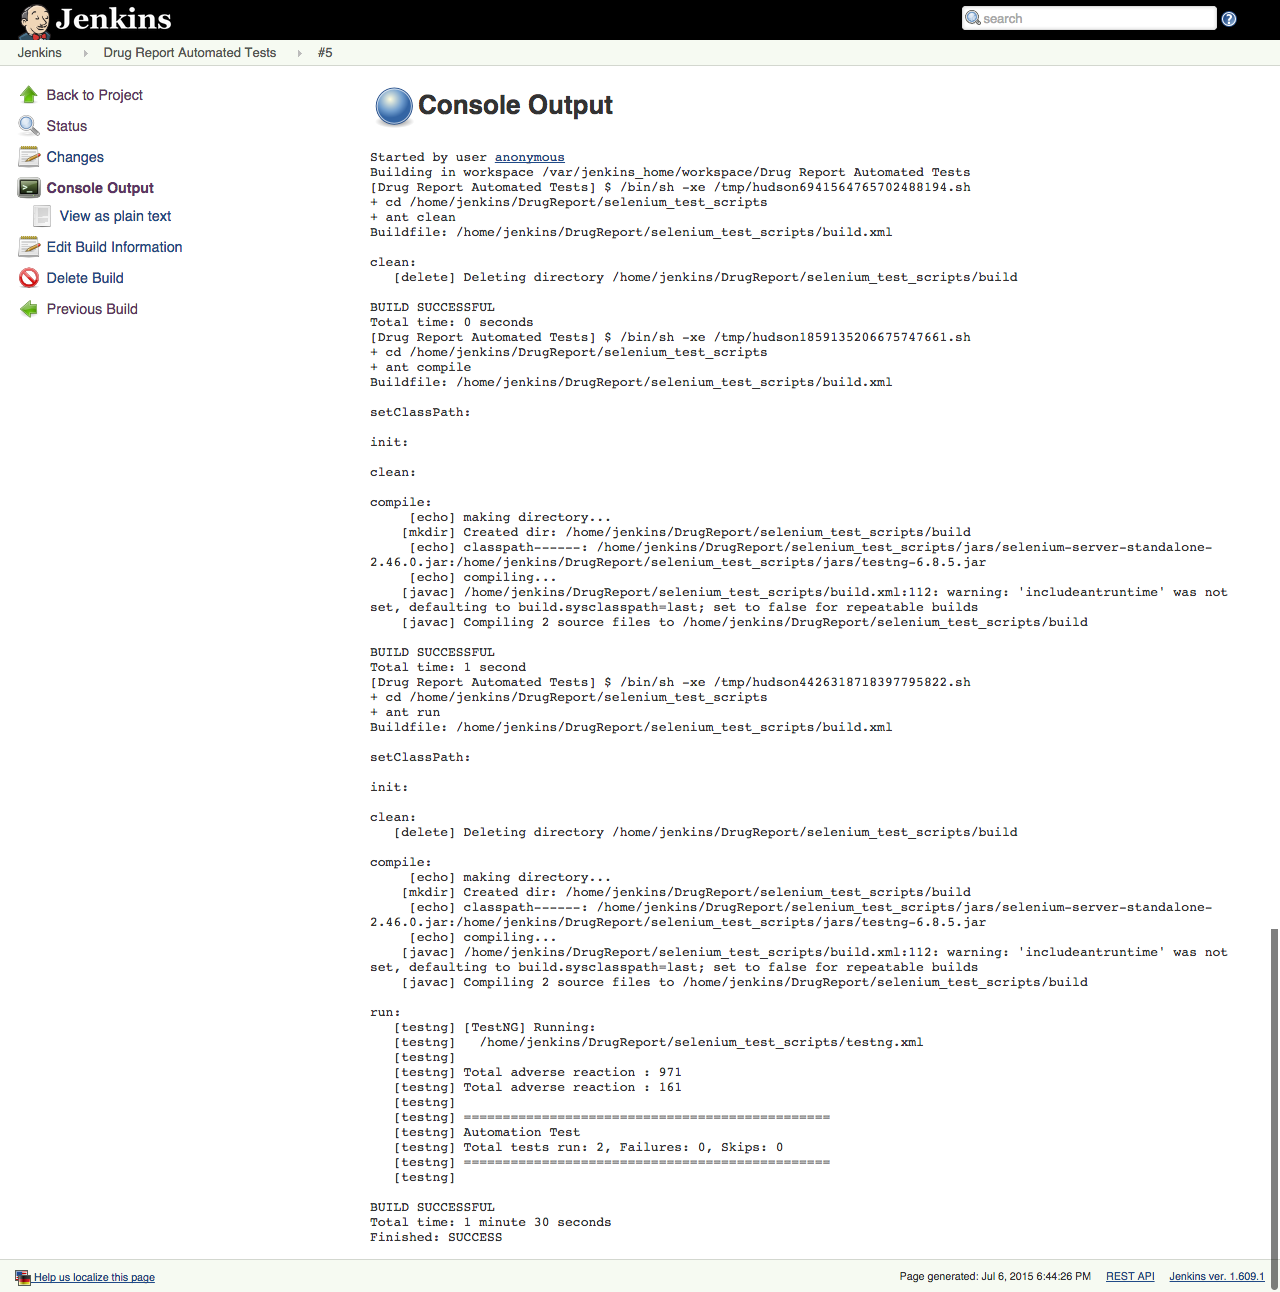 Jenkins
search
Jenkins
Drug Report Automated Tests
#5
Back to Project
Status
Changes
Console Output
View as plain text
Edit Build Information
Delete Build
Previous Build
Console Output
Started by user anonymous
Building in workspace /var/jenkins_home/workspace/Drug Report Automated Tests
[Drug Report Automated Tests] $ /bin/sh -xe /tmp/hudson6941564765702488194.sh
+ cd /home/jenkins/DrugReport/selenium_test_scripts
+ ant clean
Buildfile: /home/jenkins/DrugReport/selenium_test_scripts/build.xml
clean:
[delete] Deleting directory /home/jenkins/DrugReport/selenium_test_scripts/build
BUILD SUCCESSFUL
Total time: 0 seconds
[Drug Report Automated Tests] $ /bin/sh -xe /tmp/hudson1859135206675747661.sh
+ cd /home/jenkins/DrugReport/selenium_test_scripts
+ ant compile
Buildfile: /home/jenkins/DrugReport/selenium_test_scripts/build.xml
setClassPath:
init:
clean:
compile:
[echo] making directory...
[mkdir] Created dir: /home/jenkins/DrugReport/selenium_test_scripts/build
[echo] classpath------: /home/jenkins/DrugReport/selenium_test_scripts/jars/selenium-server-standalone-
2.46.0.jar:/home/jenkins/DrugReport/selenium_test_scripts/jars/testng-6.8.5.jar
[echo] compiling...
[javac] /home/jenkins/DrugReport/selenium_test_scripts/build.xml:112: warning: 'includeantruntime' was not
set, defaulting to build.sysclasspath=last; set to false for repeatable builds
[javac] Compiling 2 source files to /home/jenkins/DrugReport/selenium_test_scripts/build
BUILD SUCCESSFUL
Total time: 1 second
[Drug Report Automated Tests] $ /bin/sh -xe /tmp/hudson4426318718397795822.sh
+ cd /home/jenkins/DrugReport/selenium_test_scripts
+ ant run
Buildfile: /home/jenkins/DrugReport/selenium_test_scripts/build.xml
setClassPath:
init:
clean:
[delete] Deleting directory /home/jenkins/DrugReport/selenium_test_scripts/build
compile:
[echo] making directory...
[mkdir] Created dir: /home/jenkins/DrugReport/selenium_test_scripts/build
[echo] classpath------: /home/jenkins/DrugReport/selenium_test_scripts/jars/selenium-server-standalone-
2.46.0.jar:/home/jenkins/DrugReport/selenium_test_scripts/jars/testng-6.8.5.jar
[echo] compiling...
[javac] /home/jenkins/DrugReport/selenium_test_scripts/build.xml:112: warning: 'includeantruntime' was not
set, defaulting to build.sysclasspath=last; set to false for repeatable builds
[javac] Compiling 2 source files to /home/jenkins/DrugReport/selenium_test_scripts/build
run:
[testng] [TestNG] Running:
[testng] /home/jenkins/DrugReport/selenium_test_scripts/testng.xml
[testng]
[testng] Total adverse reaction : 971
[testng] Total adverse reaction : 161
[testng]
[testng] ===============================================
[testng] Automation Test
[testng] Total tests run: 2, Failures: 0, Skips: 0
[testng] ===============================================
[testng]
BUILD SUCCESSFUL
Total time: 1 minute 30 seconds
Finished: SUCCESS
Help us localize this page
Page generated: Jul 6, 2015 6:44:26 PM
REST API
Jenkins ver. 1.609.1